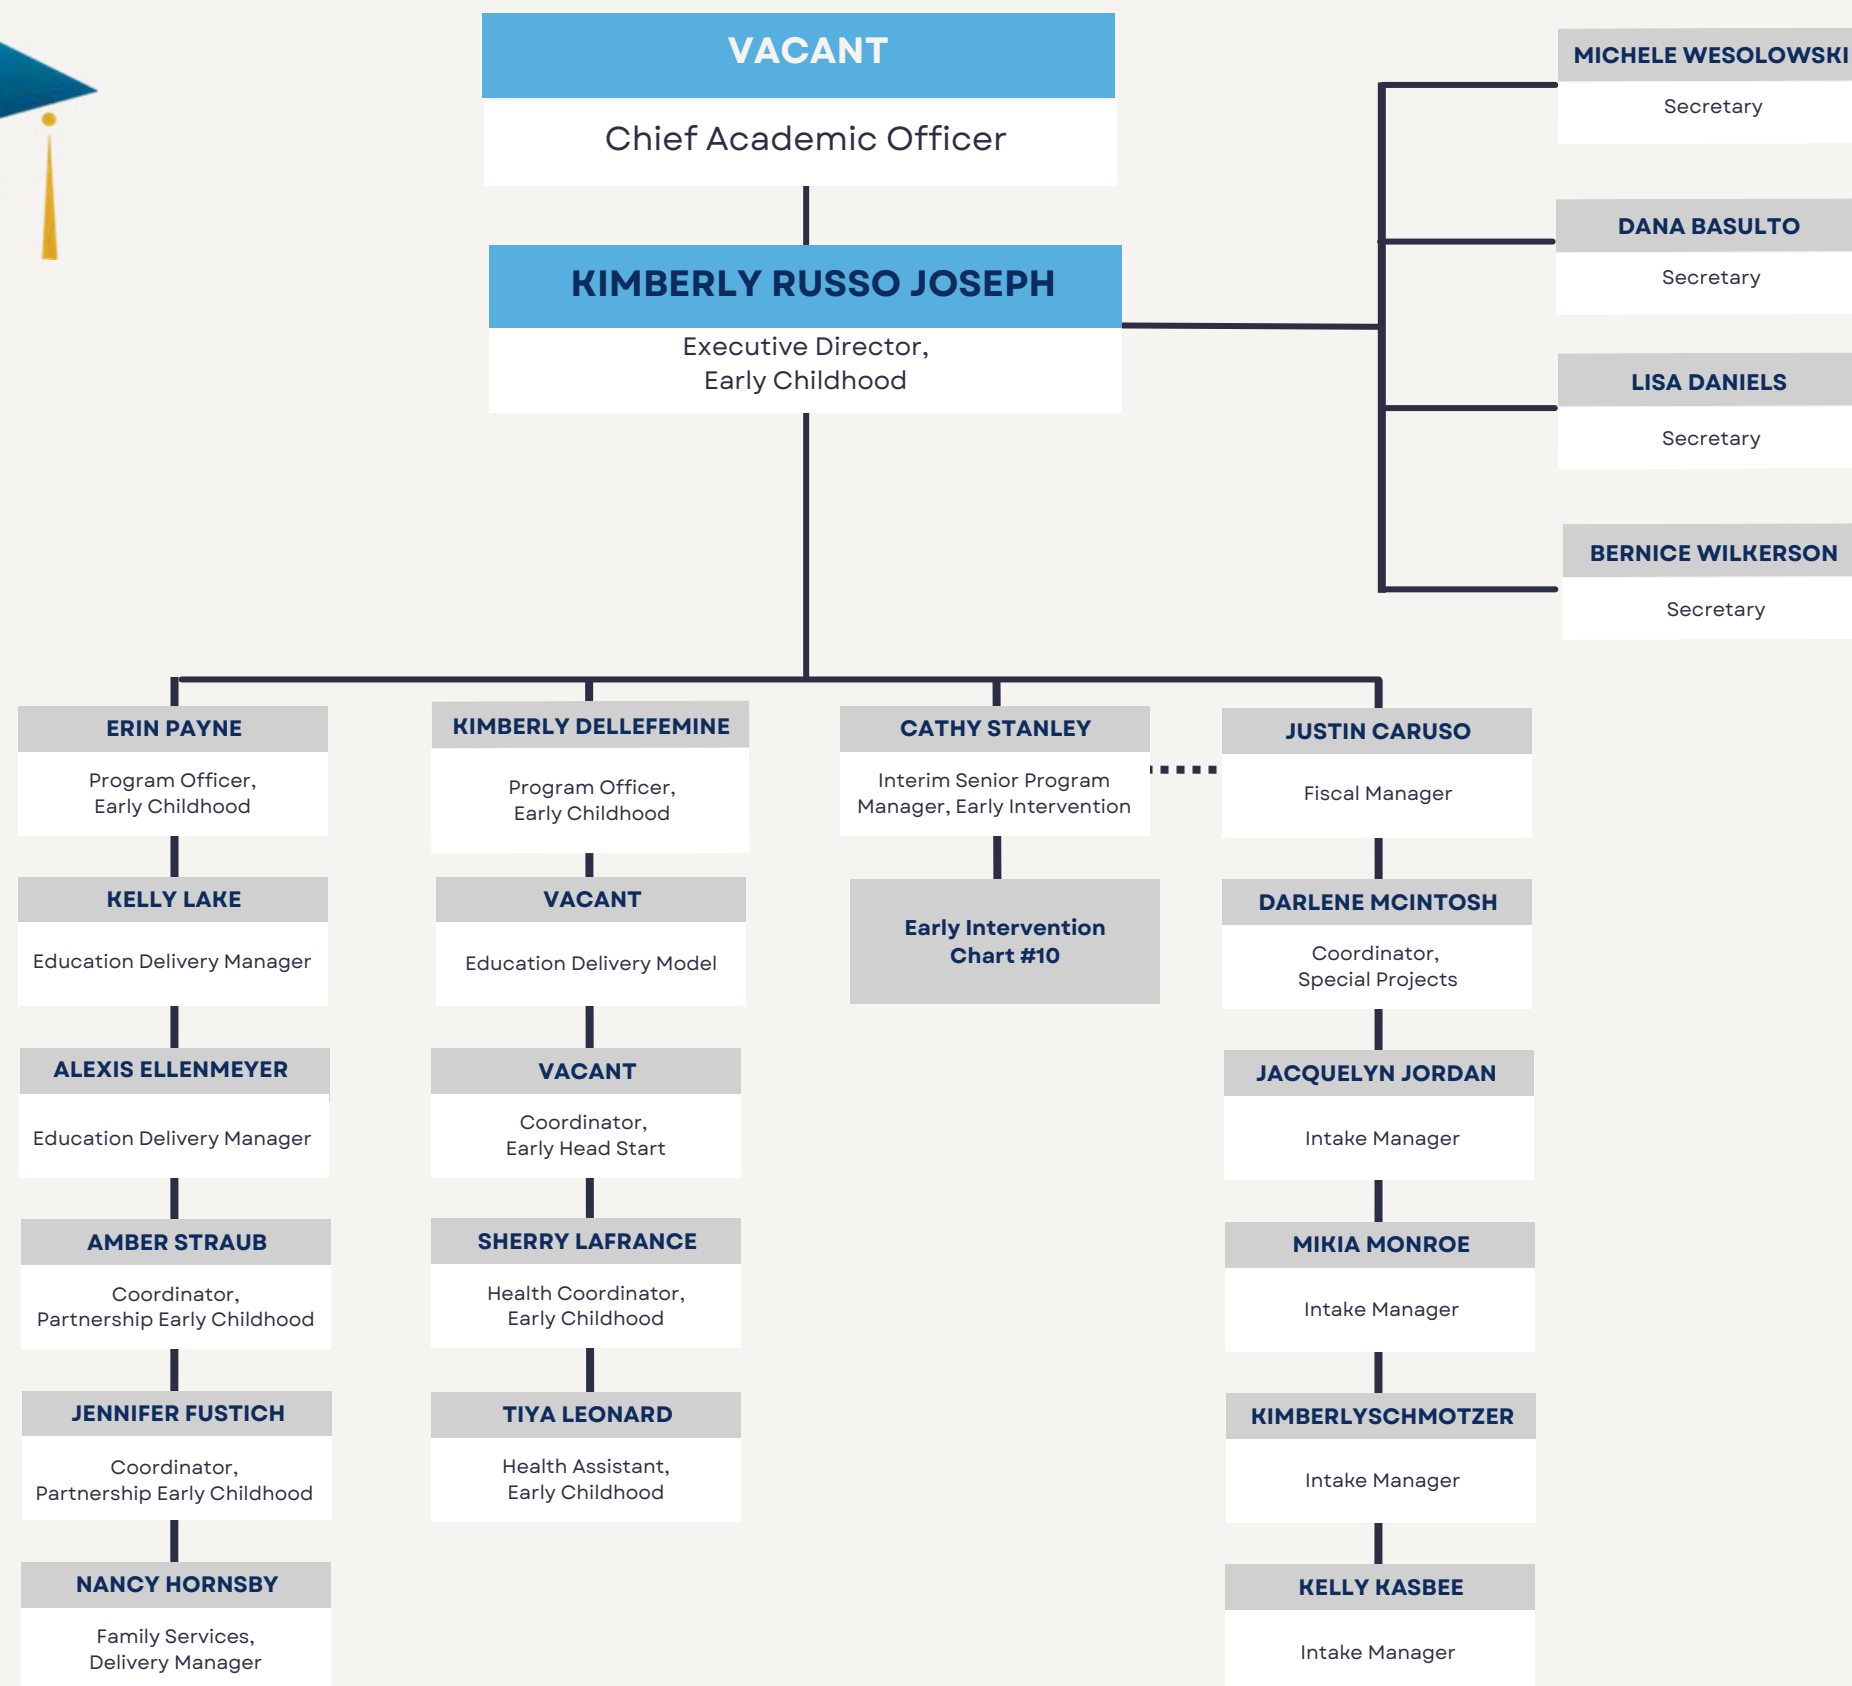 VACANT
Chief Academic Officer
KIMBERLY RUSSO JOSEPH
Executive Director,
Early Childhood
MICHELE WESOLOWSKI
Secretary
DANA BASULTO
Secretary
LISA DANIELS
Secretary
BERNICE WILKERSON
Secretary
ERIN PAYNE
Program Officer,
Early Childhood
KELLY LAKE
Education Delivery Manager
ALEXIS ELLENMEYER
Education Delivery Manager
AMBER STRAUB
Coordinator,
Partnership Early Childhood
JENNIFER FUSTICH
Coordinator,
Partnership Early Childhood
NANCY HORNSBY
Family Services,
Delivery Manager
KIMBERLY DELLEFEMINE
Program Officer,
Early Childhood
VACANT
Education Delivery Model
VACANT
Coordinator,
Early Head Start
SHERRY LAFRANCE
Health Coordinator,
Early Childhood
TIYA LEONARD
Health Assistant,
Early Childhood
CATHY STANLEY
Interim Senior Program
Manager, Early Intervention
Early Intervention
Chart #10
JUSTIN CARUSO
Fiscal Manager
DARLENE MCINTOSH
Coordinator,
Special Projects
JACQUELYN JORDAN
Intake Manager
MIKIA MONROE
Intake Manager
KIMBERLYSCHMOTZER
Intake Manager
KELLY KASBEE
Intake Manager